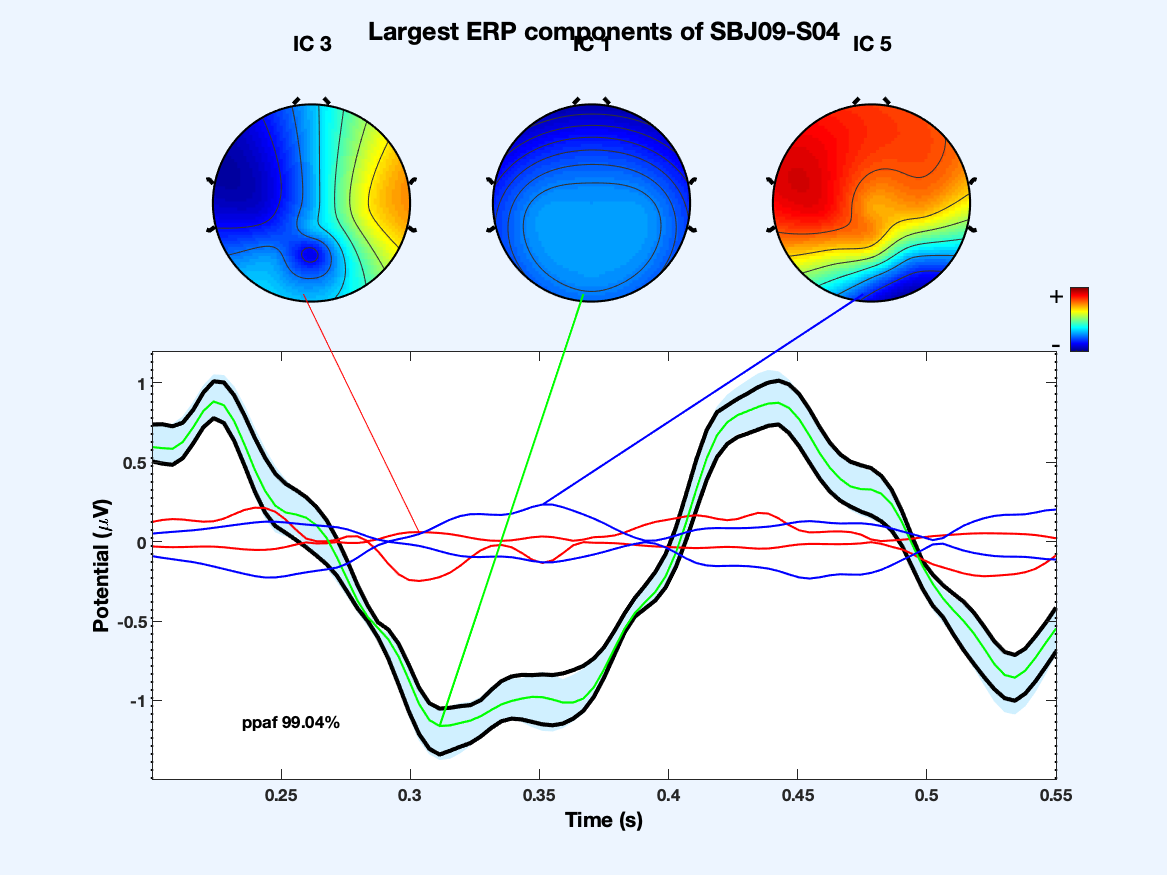 Largest ERP components of SBJ09-S04
IC 3
IC 1
IC 5
+
-
1
0.5
0
-0.5
-1
Potential (μV)
ppaf 99.04%
0.25
0.3
0.35
0.4
0.45
0.5
0.55
Time (s)